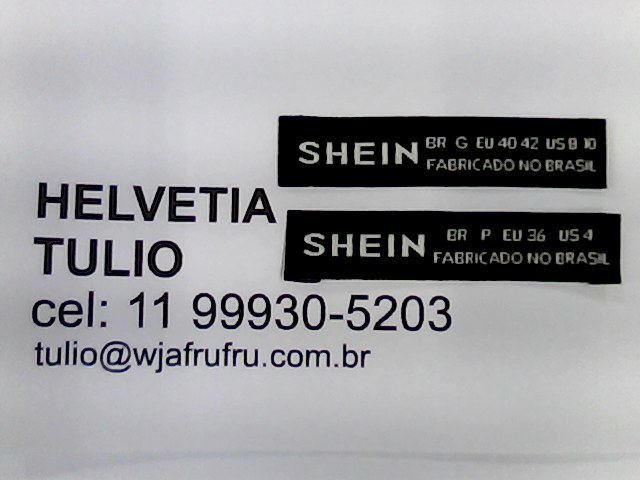 SHEIN BR G EU 40 42 US 8 10
FABRICADO NO BRASIL
HELVETIA
SHEIN BR P EU 36 US 4
FABRICADO NO BRASIL
TULIO
cel: 11 99930-5203
tulio@wjafrufru.com.br